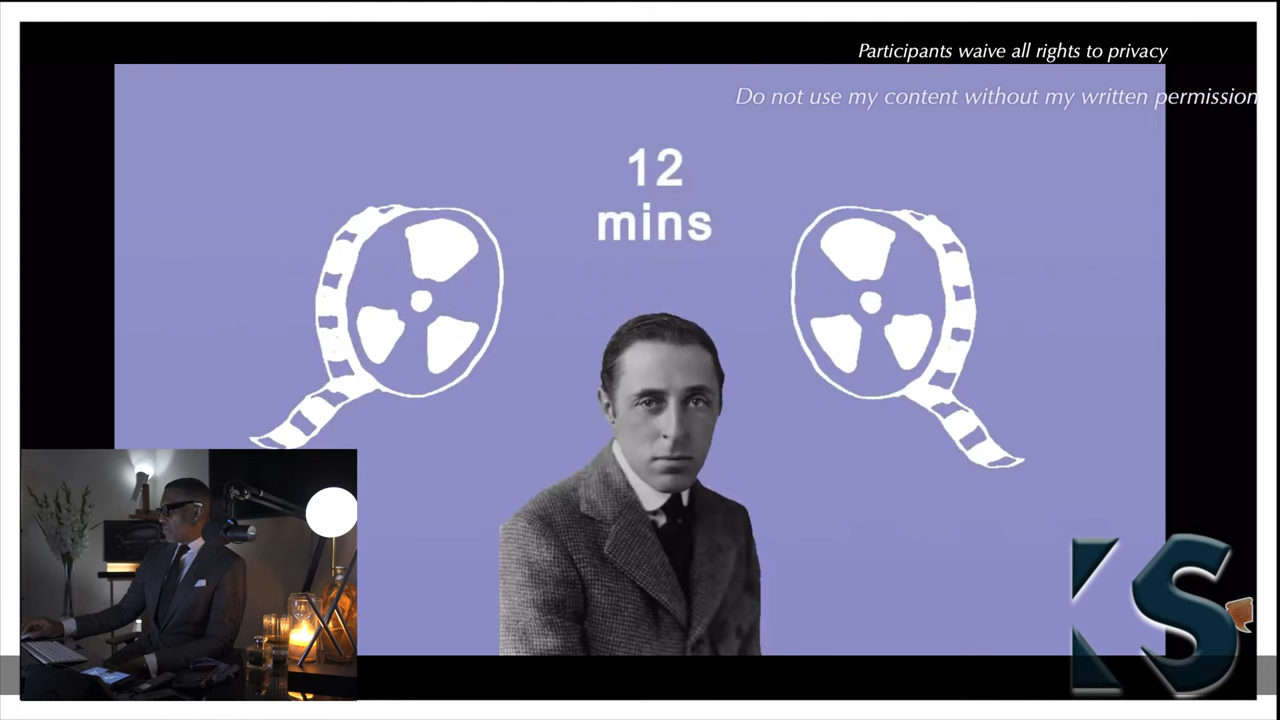 Participants waive all rights to privacy
Do not use my content without my written permission
12
mins
KS